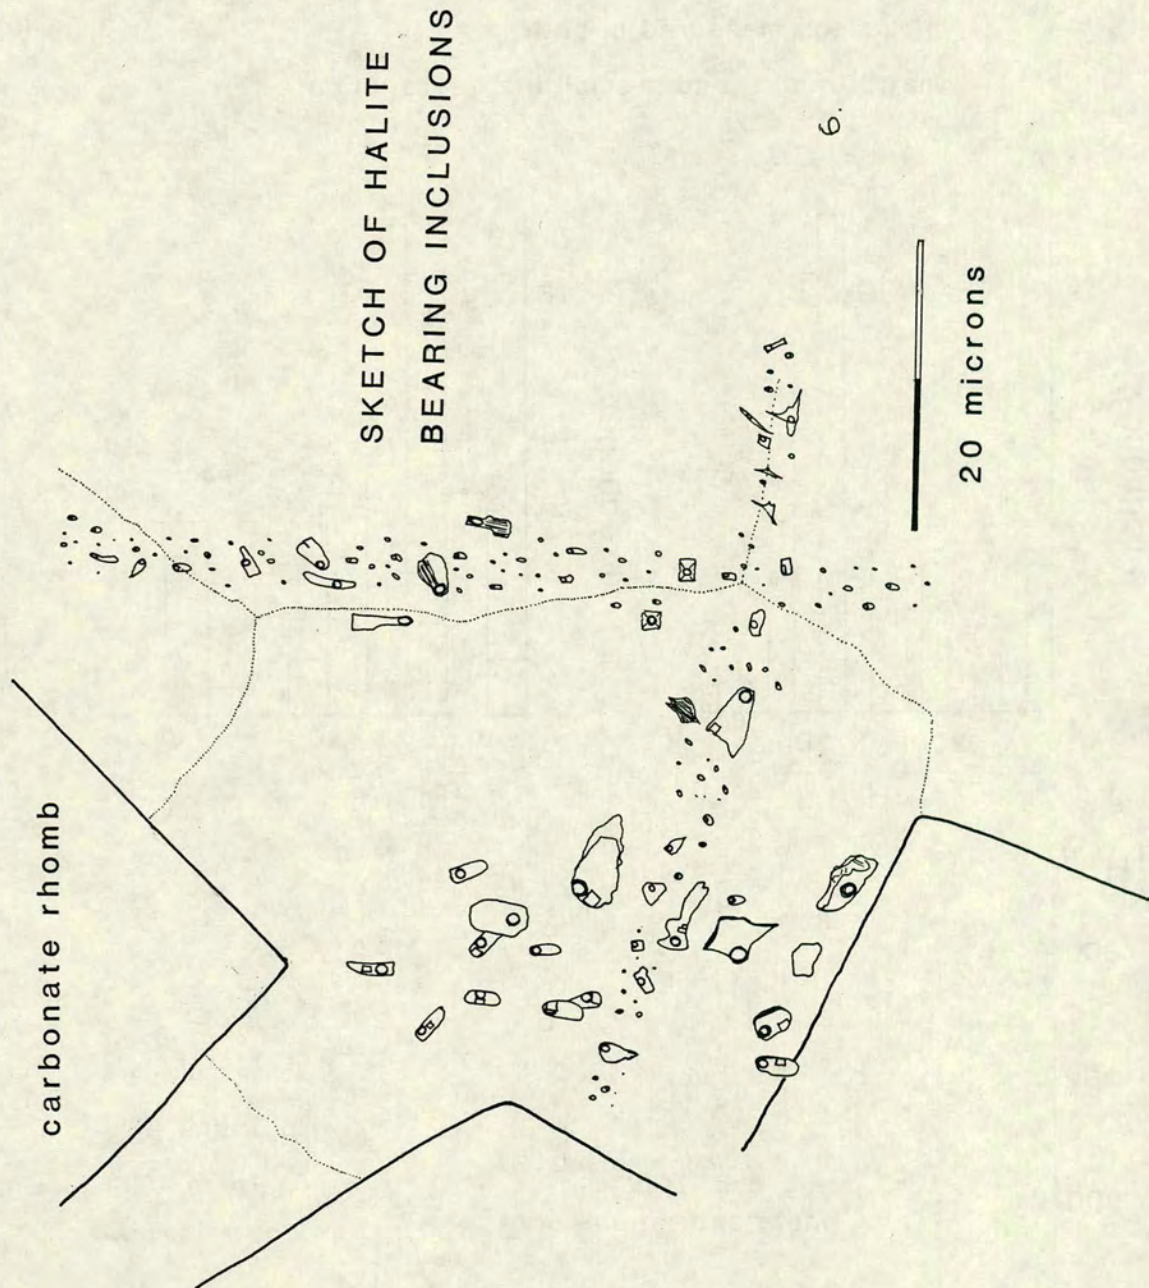 SKETCH OF HALITE
BEARING INCLUSIONS
carbonate rhomb
6.
20 microns